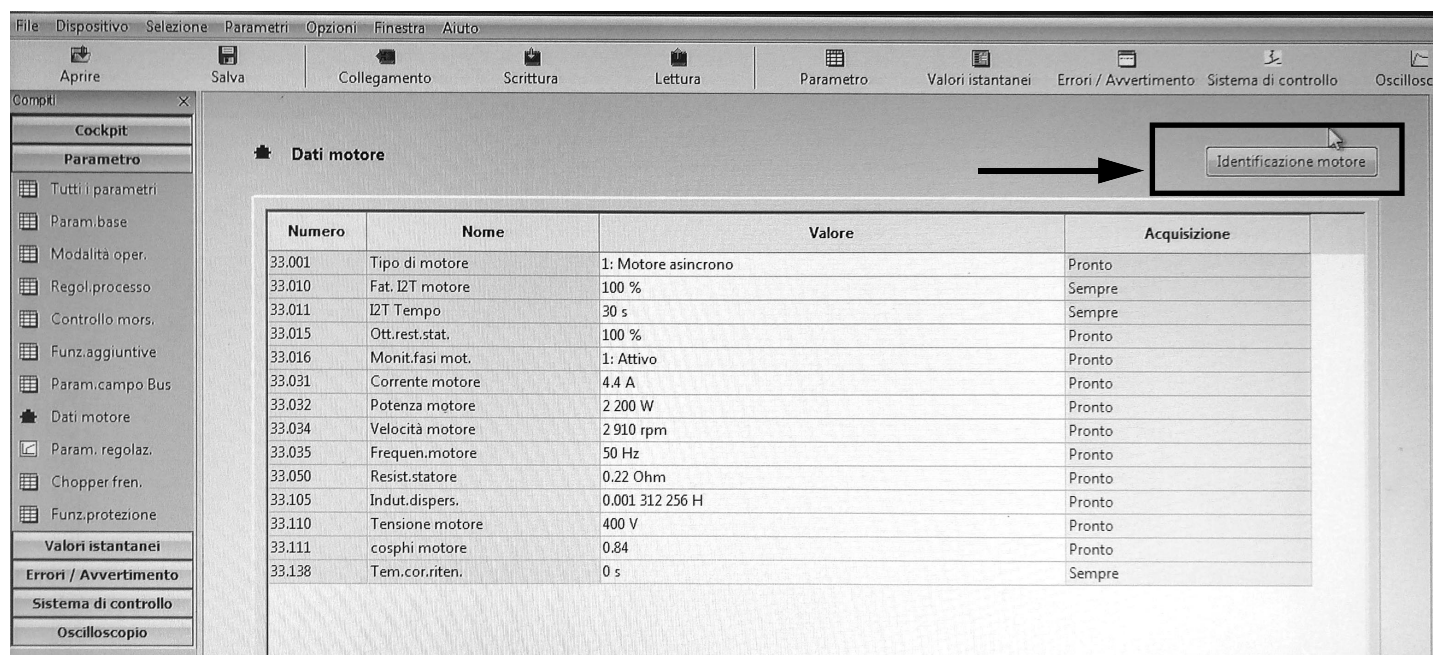 File Dispositivo Selezione Parametri Opzioni Finestra Aiuto
Aprire Salva Collegamento Scrittura Lettura Parametro Valori istantanei Errori / Avvertimento Sistema di controllo Oscillosc
Compiti
Cockpit
Parametro
Tutti i parametri
Param.base
Modalità oper.
Regol.processo
Controllo mors.
Funz.aggiuntive
Param.campo Bus
Dati motore
Param. regolaz.
Chopper fren.
Funz.protezione
Valori istantanei
Errori / Avvertimento
Sistema di controllo
Oscilloscopio
Dati motore
Identificazione motore
Numero Nome Valore Acquisizione
33.001 Tipo di motore 1: Motore asincrono Pronto
33.010 Fat. I2T motore 100 % Sempre
33.011 I2T Tempo 30 s Sempre
33.015 Ott.rest.stat. 100 % Pronto
33.016 Monit.fasi mot. 1: Attivo Pronto
33.031 Corrente motore 4.4 A Pronto
33.032 Potenza motore 2 200 W Pronto
33.034 Velocità motore 2 910 rpm Pronto
33.035 Frequen.motore 50 Hz Pronto
33.050 Resist.statore 0.22 Ohm Pronto
33.105 Indut.dispers. 0.001 312 256 H Pronto
33.110 Tensione motore 400 V Pronto
33.111 cosphi motore 0.84 Pronto
33.138 Tem.cor.riten. 0 s Sempre